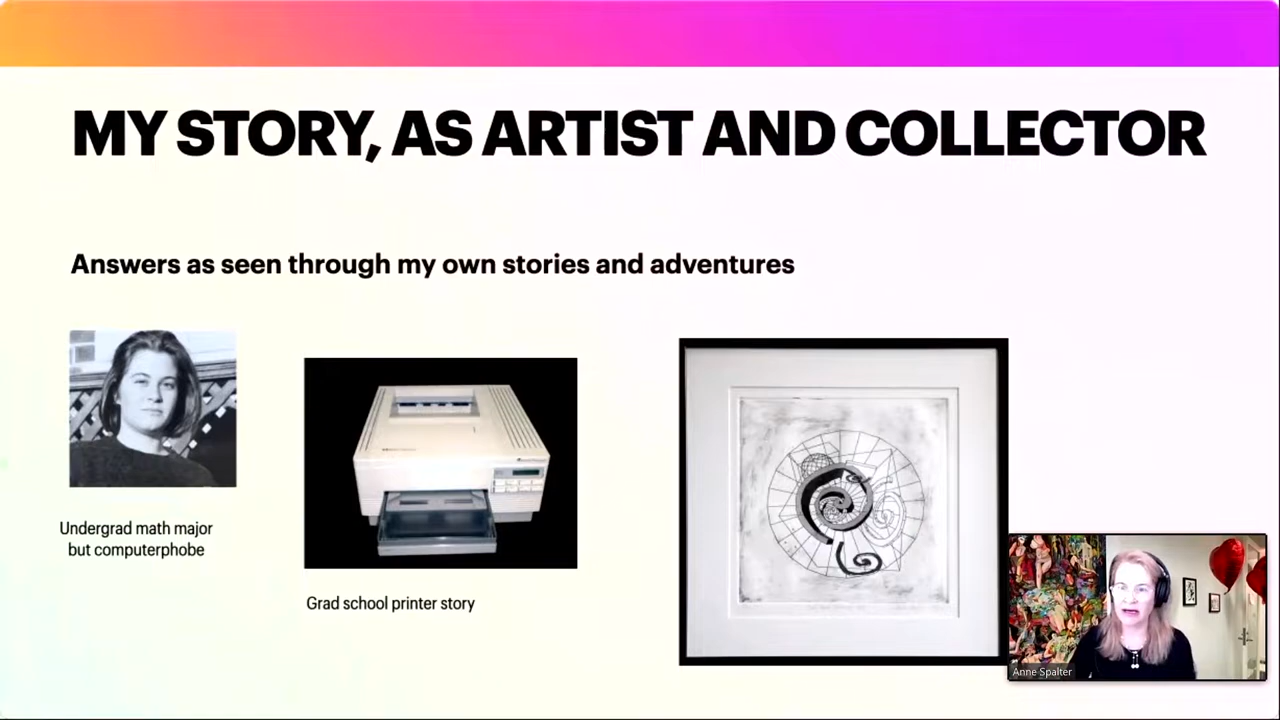 MY STORY, AS ARTIST AND COLLECTOR
Answers as seen through my own stories and adventures
Undergrad math major
but computerphobe
Grad school printer story
Anne Spalter